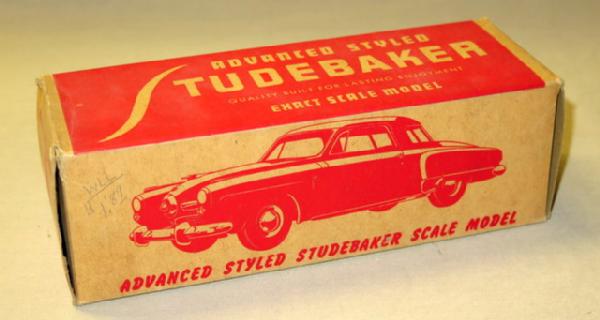 ADVANCED STYLED
STUDEBAKER
QUALITY BUILT FOR LASTING ENJOYMENT
EXACT SCALE MODEL
ADVANCED STYLED STUDEBAKER SCALE MODEL